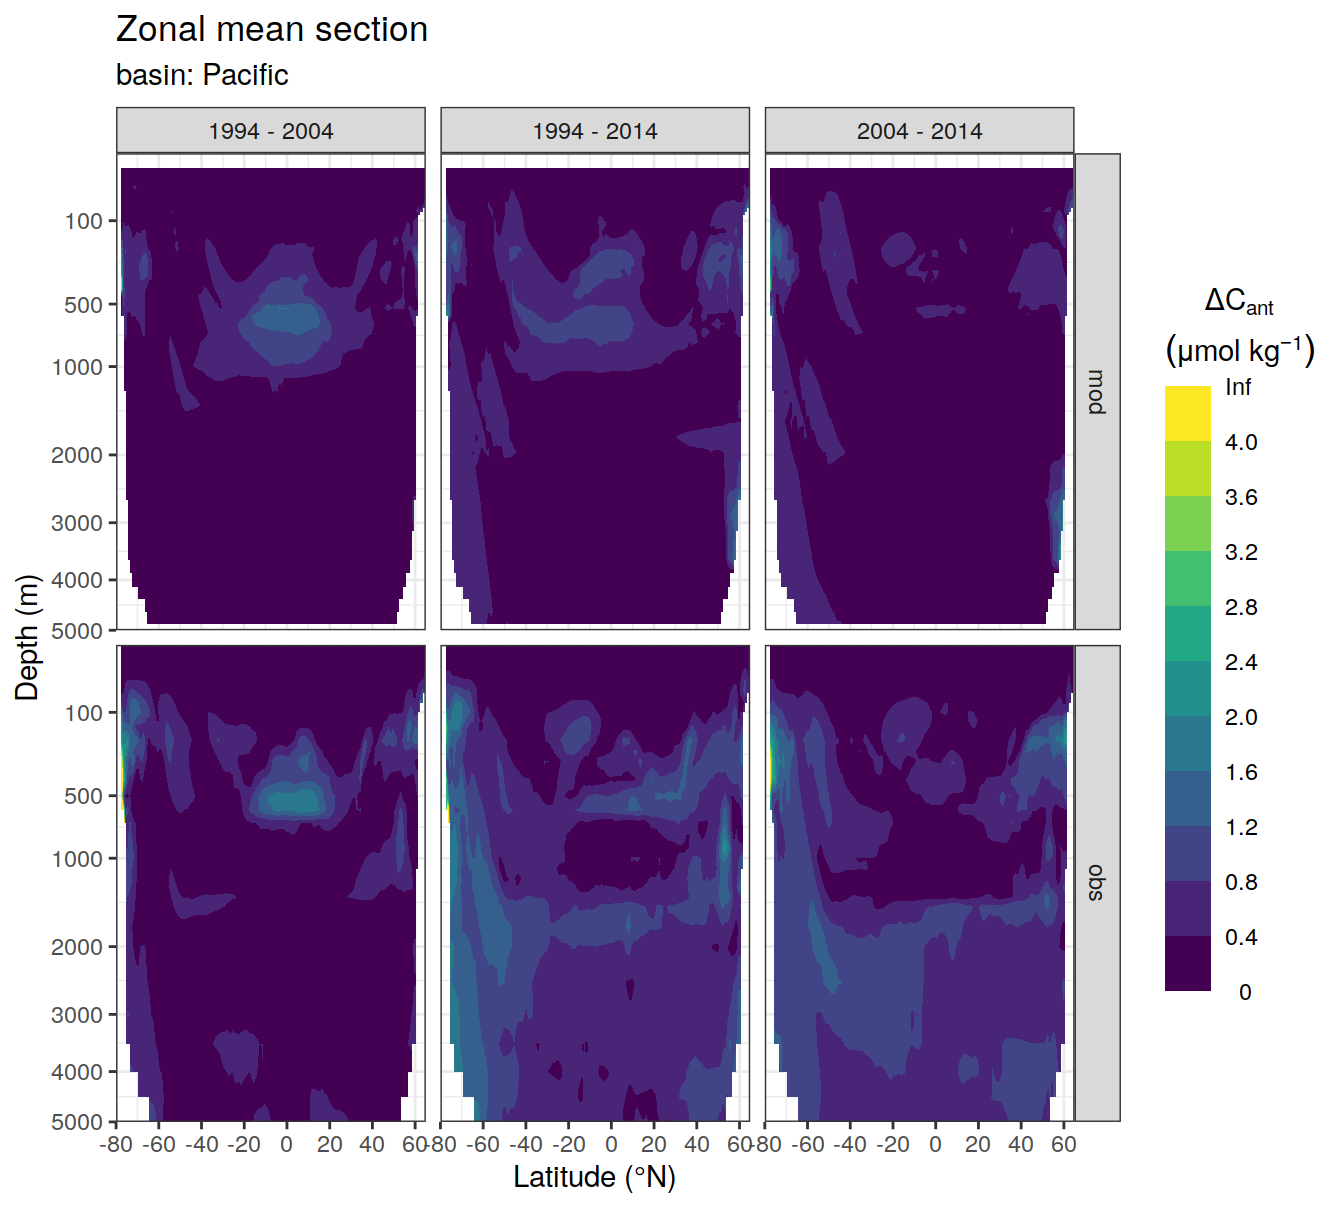 Zonal mean section
basin: Pacific
1994 - 2004
1994 - 2014
2004 - 2014
mod
obs
Depth (m)
100
500
1000
2000
3000
4000
5000
100
500
1000
2000
3000
4000
5000
-80 -60 -40 -20 0 20 40 60
-80 -60 -40 -20 0 20 40 60
-80 -60 -40 -20 0 20 40 60
Latitude (°N)
ΔCant
(μmol kg⁻¹)
Inf
4.0
3.6
3.2
2.8
2.4
2.0
1.6
1.2
0.8
0.4
0